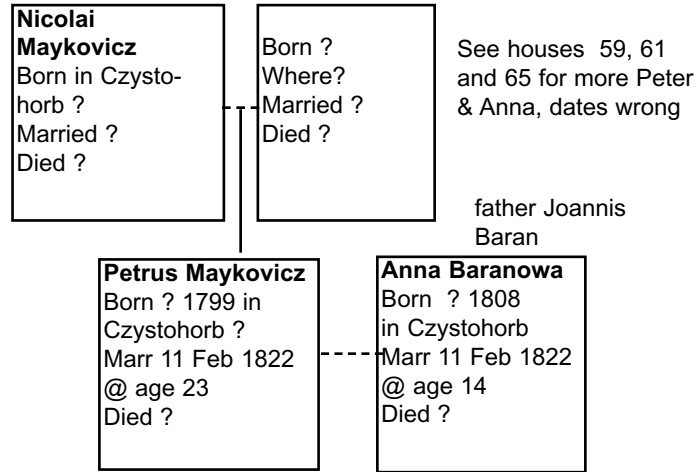 Nicolai
Maykovicz
Born in Czysto-
horb ?
Married ?
Died ?
Born ?
Where?
Married ?
Died ?
See houses  59, 61
and 65 for more Peter
& Anna, dates wrong
father Joannis
Baran
Petrus Maykovicz
Born ? 1799 in
Czystohorb ?
Marr 11 Feb 1822
@ age 23
Died ?
Anna Baranowa
Born  ? 1808
in Czystohorb
Marr 11 Feb 1822
@ age 14
Died ?